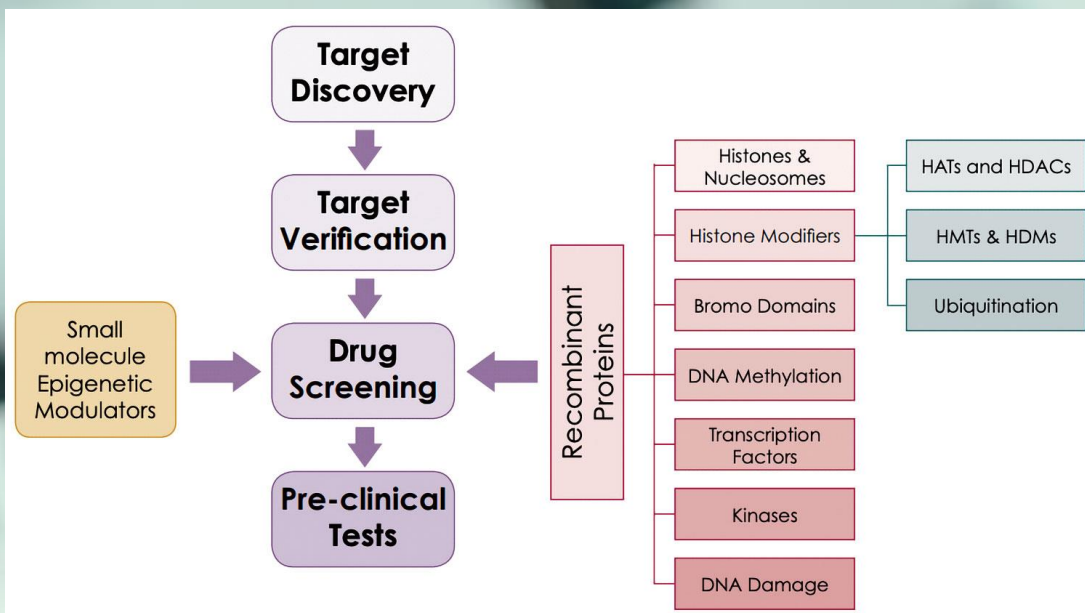 Target
Discovery
Target
Verification
Small
molecule
Epigenetic
Modulators
Drug
Screening
Pre-clinical
Tests
Recombinant
Proteins
Histones &
Nucleosomes
Histone Modifiers
Bromo Domains
DNA Methylation
Transcription
Factors
Kinases
DNA Damage
HATs and HDACs
HMTs & HDMs
Ubiquitination